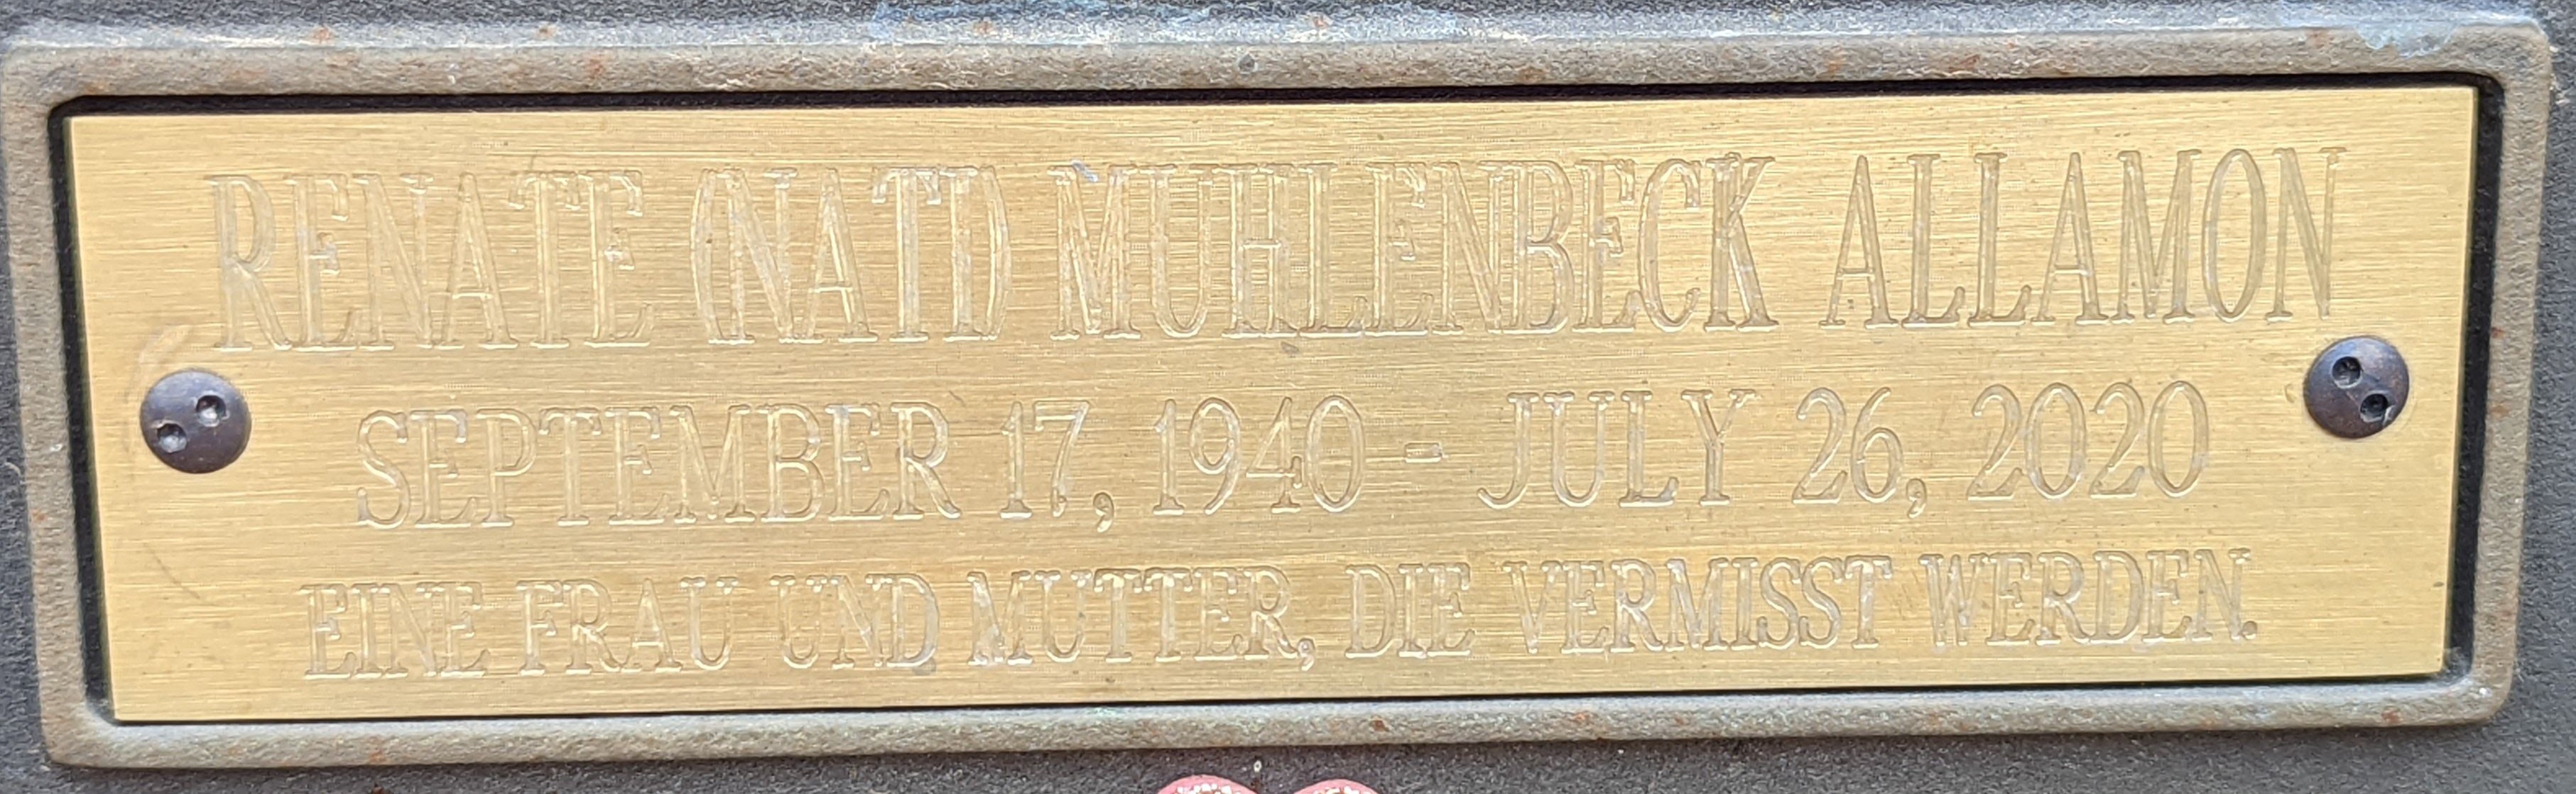 RENATE (NATI) MUHLENBECK ALLAMON
SEPTEMBER 17, 1940 - JULY 26, 2020
EINE FRAU UND MUTTER, DIE VERMISST WERDEN.